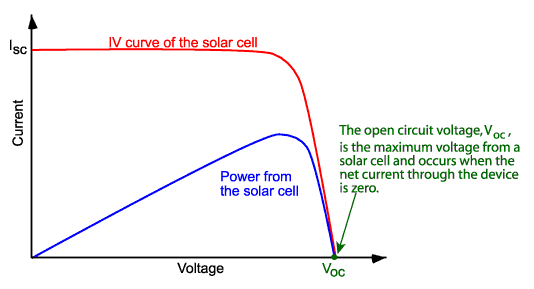 ISC
IV curve of the solar cell
Current
The open circuit voltage, VOC ,
is the maximum voltage from a
solar cell and occurs when the
net current through the device
is zero.
Power from
the solar cell
Voltage
VOC